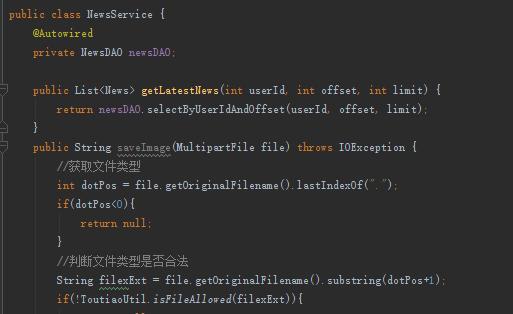 public class NewsService {
@Autowired
private NewsDAO newsDAO;
public List<News> getLatestNews(int userId, int offset, int limit) {
return newsDAO.selectByUserIdAndOffset(userId, offset, limit);
}
public String saveImage(MultipartFile file) throws IOException {
//获取文件类型
int dotPos = file.getOriginalFilename().lastIndexOf(".");
if(dotPos<0){
return null;
}
//判断文件类型是否合法
String filexExt = file.getOriginalFilename().substring(dotPos+1);
if(!ToutiaoUtil.isFileAllowed(filexExt)){